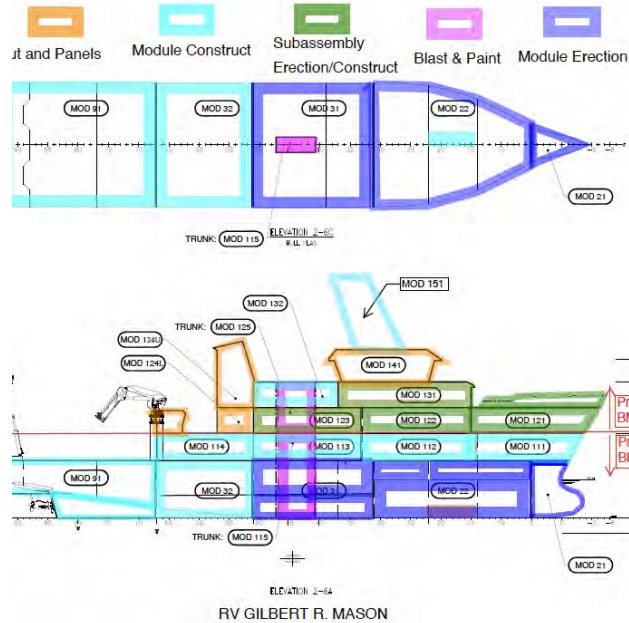 ut and Panels
Module Construct
Subassembly
Erection/Construct
Blast & Paint
Module Erection
MOD 91
MOD 32
MOD 31
MOD 22
MOD 21
TRUNK: MOD 115
ELEVATION 2-6C
MOD 151
MOD 132
TRUNK: MOD 125
MOD 124U
MOD 124L
MOD 141
MOD 131
MOD 123
MOD 122
MOD 121
MOD 114
MOD 113
MOD 112
MOD 111
MOD 91
MOD 32
MOD 22
TRUNK: MOD 115
MOD 21
ELEVATION 2-6A
RV GILBERT R. MASON